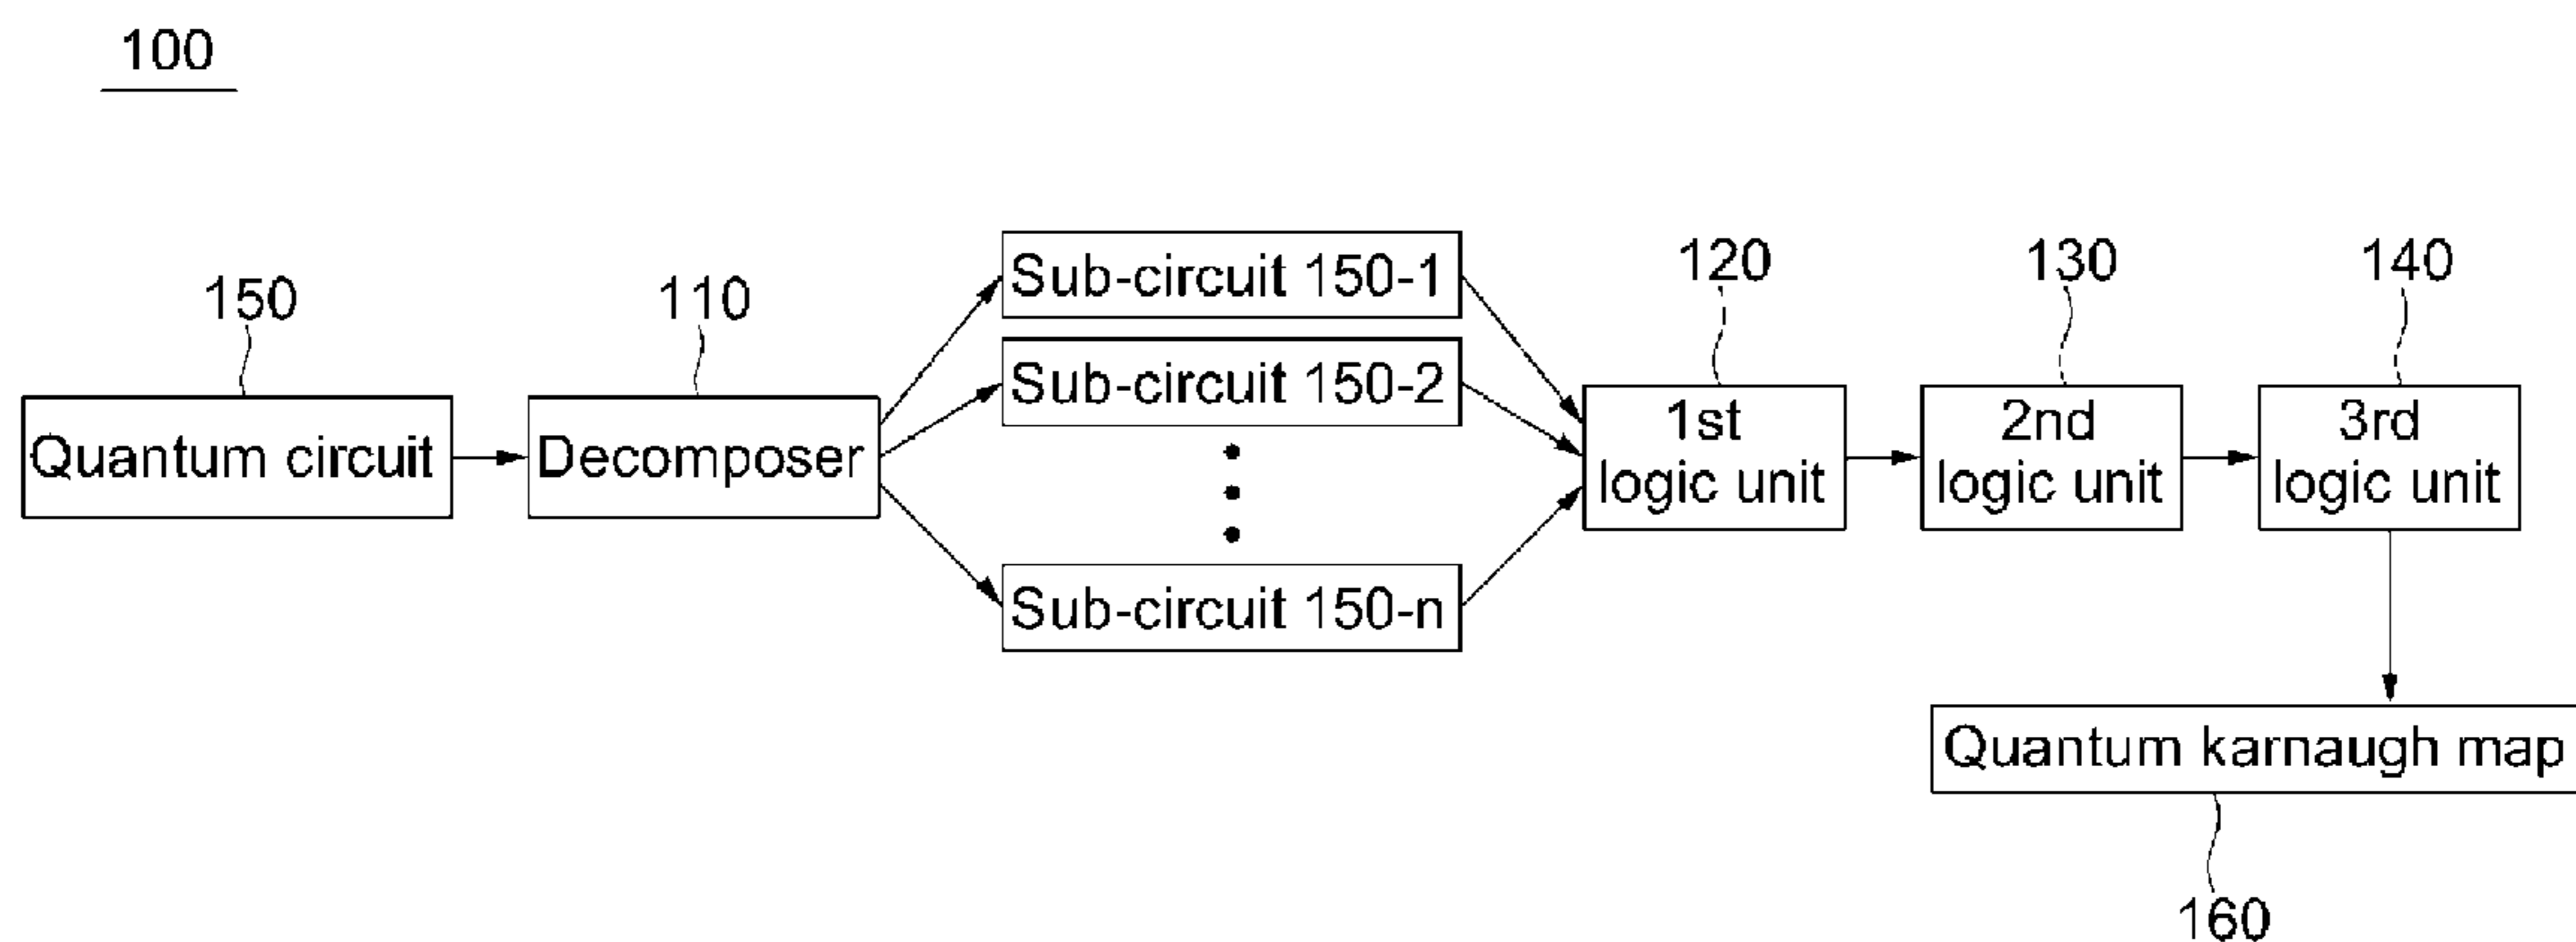 100
150
110
Sub-circuit 150-1
120
130
140
Sub-circuit 150-2
Quantum circuit
Decomposer
1st
logic unit
2nd
logic unit
3rd
logic unit
Sub-circuit 150-n
Quantum karnaugh map
160